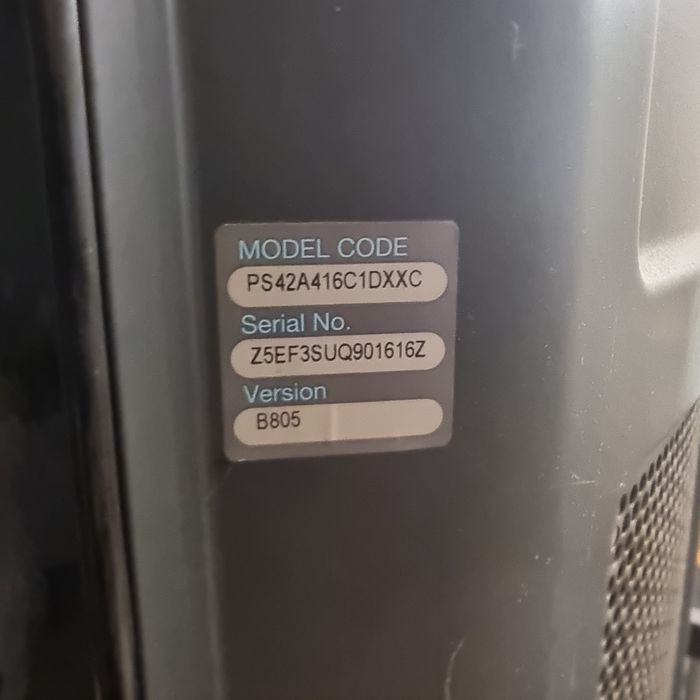 MODEL CODE
PS42A416C1DXXC
Serial No.
Z5EF3SUQ901616Z
Version
B805